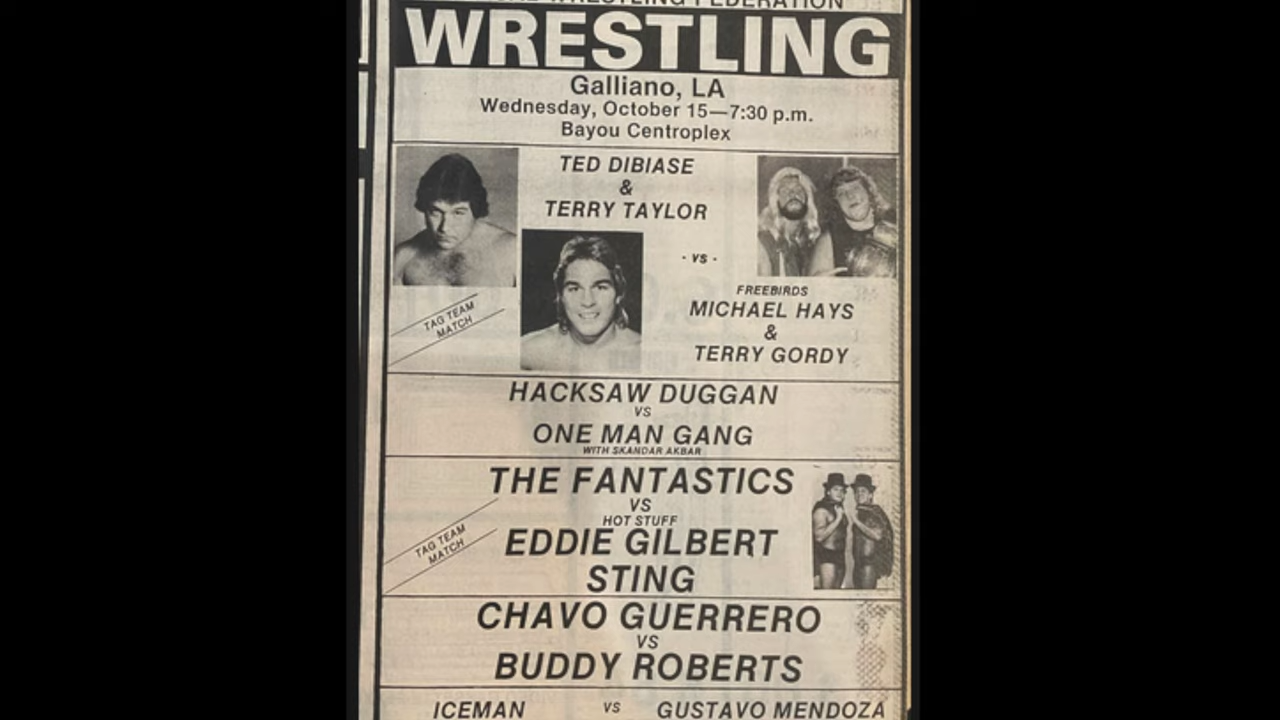 WRESTLING FEDERATION
WRESTLING
Galliano, LA
Wednesday, October 15—7:30 p.m.
Bayou Centroplex
TED DIBIASE
&
TERRY TAYLOR
- VS -
FREEBIRDS
MICHAEL HAYS
&
TERRY GORDY
TAG TEAM
MATCH
HACKSAW DUGGAN
VS
ONE MAN GANG
WITH SKANDAR AKBAR
THE FANTASTICS
VS
HOT STUFF
EDDIE GILBERT
STING
TAG TEAM
MATCH
CHAVO GUERRERO
VS
BUDDY ROBERTS
ICEMAN VS GUSTAVO MENDOZA